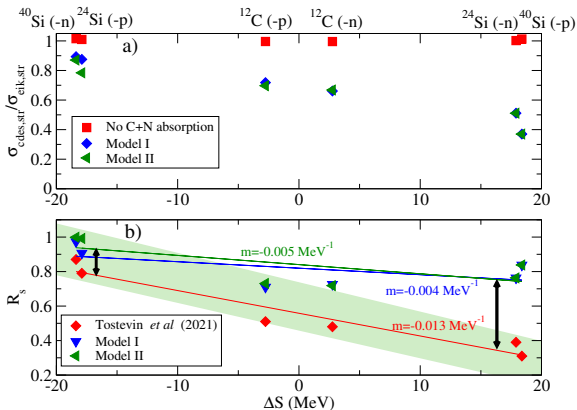 ⁴⁰Si (-n) ²⁴Si (-p) ¹²C (-p) ¹²C (-n) ²⁴Si (-n) ⁴⁰Si (-p)
a)
1
0.8
0.6
0.4
0.2
0
σcdes,str/σeik,str
No C+N absorption
Model I
Model II
-20 -10 0 10 20
b)
1
0.8
0.6
0.4
0.2
Rs
m=-0.005 MeV⁻¹
m=-0.004 MeV⁻¹
m=-0.013 MeV⁻¹
Tostevin et al (2021)
Model I
Model II
-20 -10 0 10 20
ΔS (MeV)